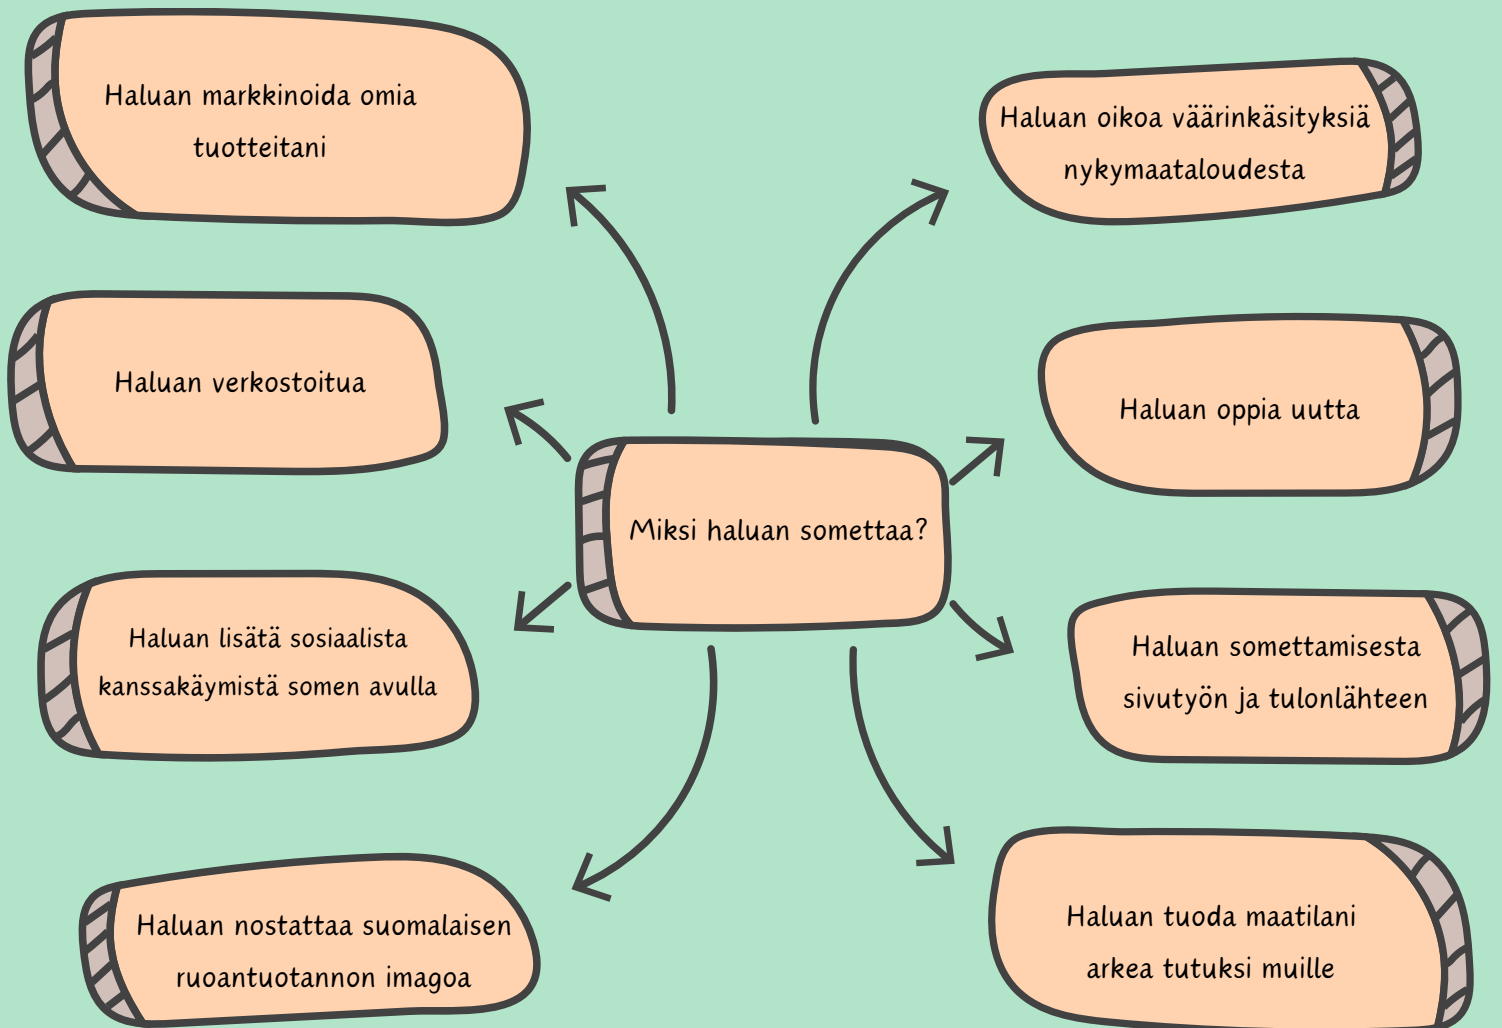 Haluan markkinoida omia
tuotteitani
Haluan oikoa väärinkäsityksiä
nykymaataloudesta
Haluan verkostoitua
Haluan oppia uutta
Miksi haluan somettaa?
Haluan lisätä sosiaalista
kanssakäymistä somen avulla
Haluan somettamisesta
sivutyön ja tulonlähteen
Haluan nostattaa suomalaisen
ruoantuotannon imagoa
Haluan tuoda maatilani
arkea tutuksi muille